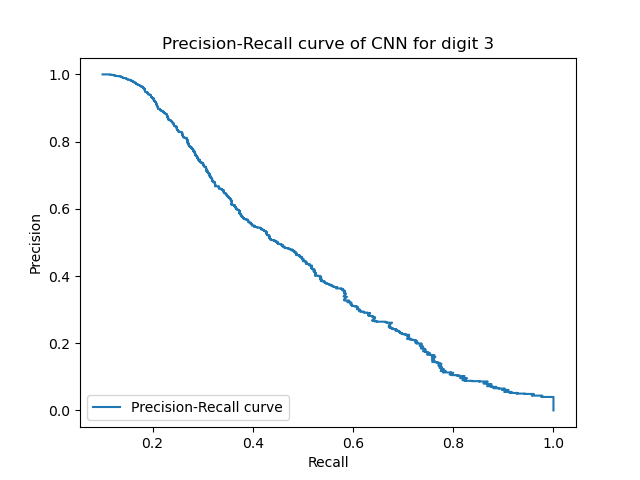 Precision-Recall curve of CNN for digit 3
1.0
0.8
0.6
0.4
0.2
0.0
Precision
Precision-Recall curve
0.2 0.4 0.6 0.8 1.0
Recall